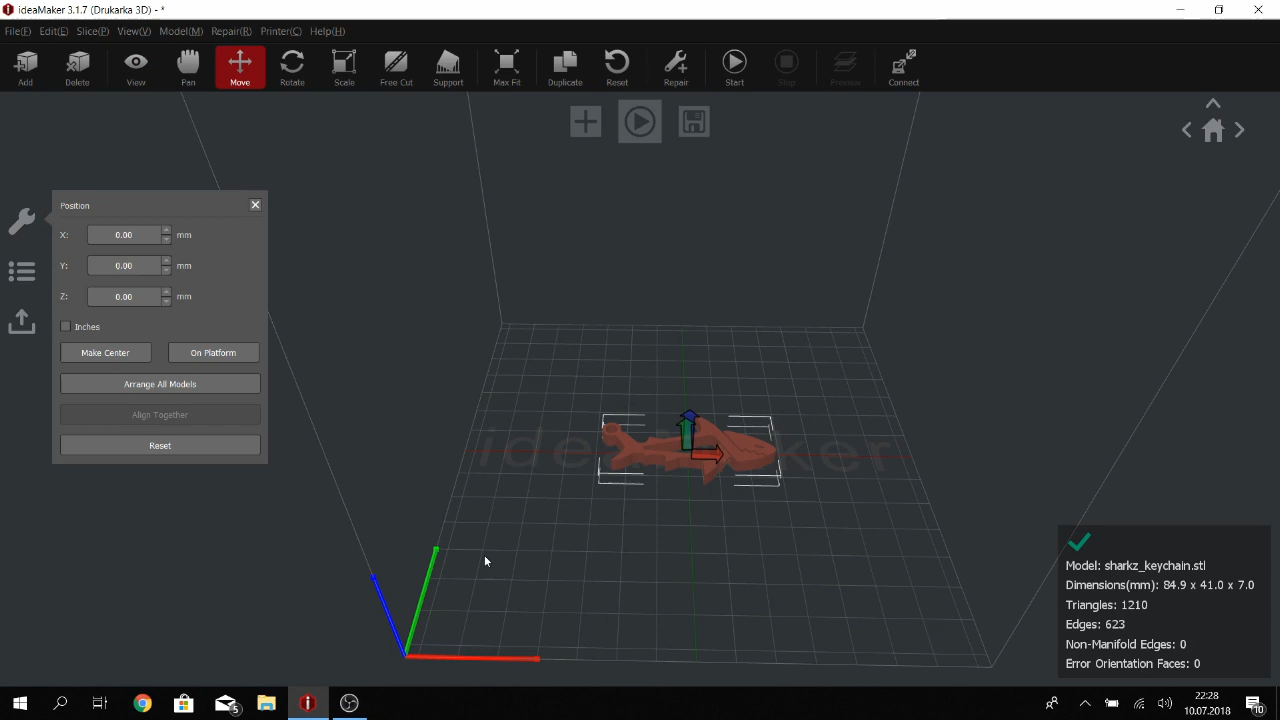 ideaMaker 3.1.7 (Drukarka 3D) - *
File(F) Edit(E) Slice(P) View(V) Model(M) Repair(R) Printer(C) Help(H)
Add Delete View Pan Move Rotate Scale Free Cut Support Max Fit Duplicate Reset Repair Start Stop Preview Connect
Position
X: 0.00 mm
Y: 0.00 mm
Z: 0.00 mm
Inches
Make Center On Platform
Arrange All Models
Align Together
Reset
ideaMaker
Model: sharkz_keychain.stl
Dimensions(mm): 84.9 x 41.0 x 7.0
Triangles: 1210
Edges: 623
Non-Manifold Edges: 0
Error Orientation Faces: 0
5
22:28
10.07.2018
10